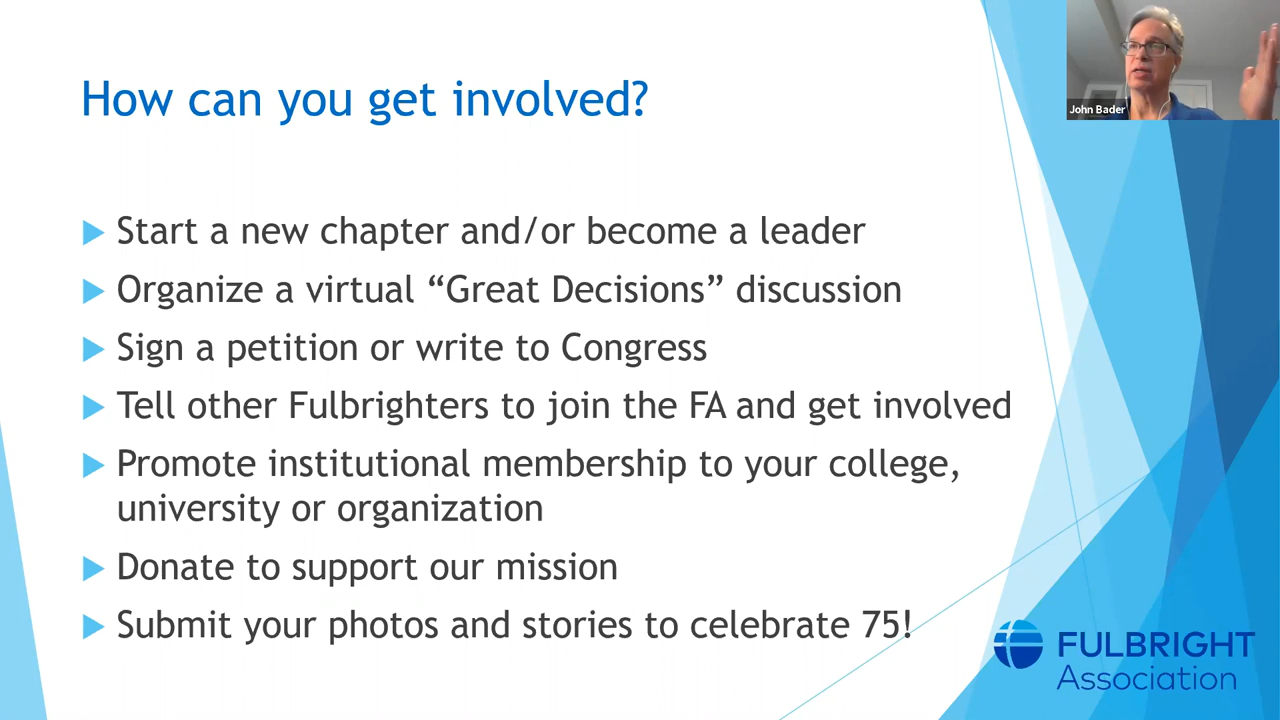 How can you get involved?
John Bader
Start a new chapter and/or become a leader
Organize a virtual “Great Decisions” discussion
Sign a petition or write to Congress
Tell other Fulbrighters to join the FA and get involved
Promote institutional membership to your college,
university or organization
Donate to support our mission
Submit your photos and stories to celebrate 75!
FULBRIGHT
Association